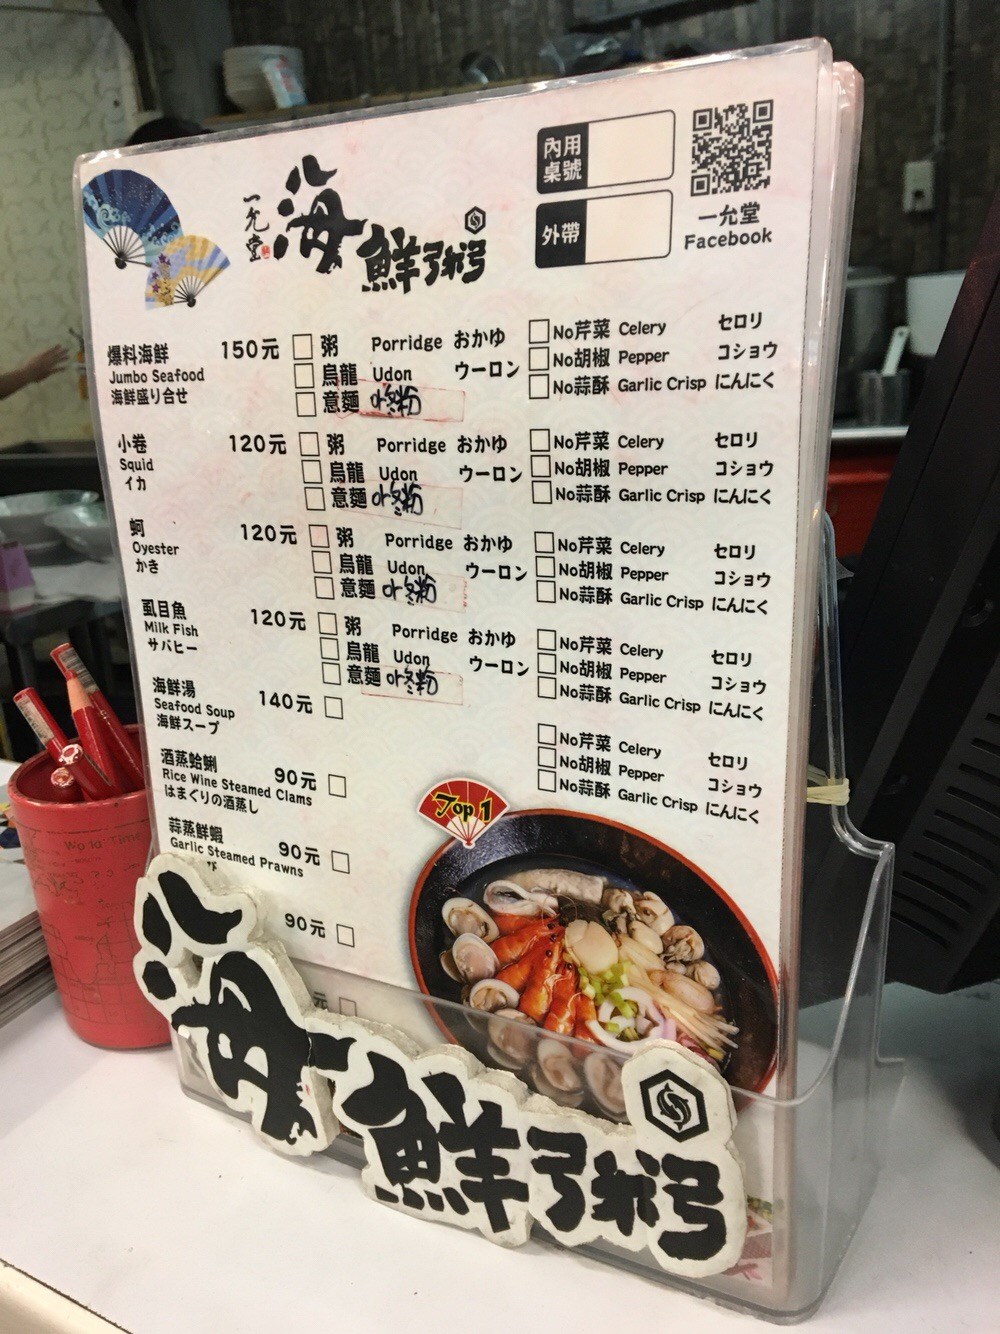 一允堂
海鮮粥
內用桌號
外帶
一允堂
Facebook
爆料海鮮 150元
Jumbo Seafood
海鮮盛り合せ
粥 Porridge おかゆ
烏龍 Udon ウーロン
意麵 冬粉
No芹菜 Celery セロリ
No胡椒 Pepper コショウ
No蒜酥 Garlic Crisp にんにく
小卷 120元
Squid
イカ
粥 Porridge おかゆ
烏龍 Udon ウーロン
意麵 冬粉
No芹菜 Celery セロリ
No胡椒 Pepper コショウ
No蒜酥 Garlic Crisp にんにく
蚵 120元
Oyester
かき
粥 Porridge おかゆ
烏龍 Udon ウーロン
意麵 冬粉
No芹菜 Celery セロリ
No胡椒 Pepper コショウ
No蒜酥 Garlic Crisp にんにく
虱目魚 120元
Milk Fish
サバヒー
粥 Porridge おかゆ
烏龍 Udon ウーロン
意麵 冬粉
No芹菜 Celery セロリ
No胡椒 Pepper コショウ
No蒜酥 Garlic Crisp にんにく
海鮮湯 140元
Seafood Soup
海鮮スープ
No芹菜 Celery セロリ
No胡椒 Pepper コショウ
No蒜酥 Garlic Crisp にんにく
酒蒸蛤蜊 90元
Rice Wine Steamed Clams
はまぐりの酒蒸し
蒜蒸鮮蝦 90元
Garlic Steamed Prawns
び
90元
元
Top 1
海鮮粥